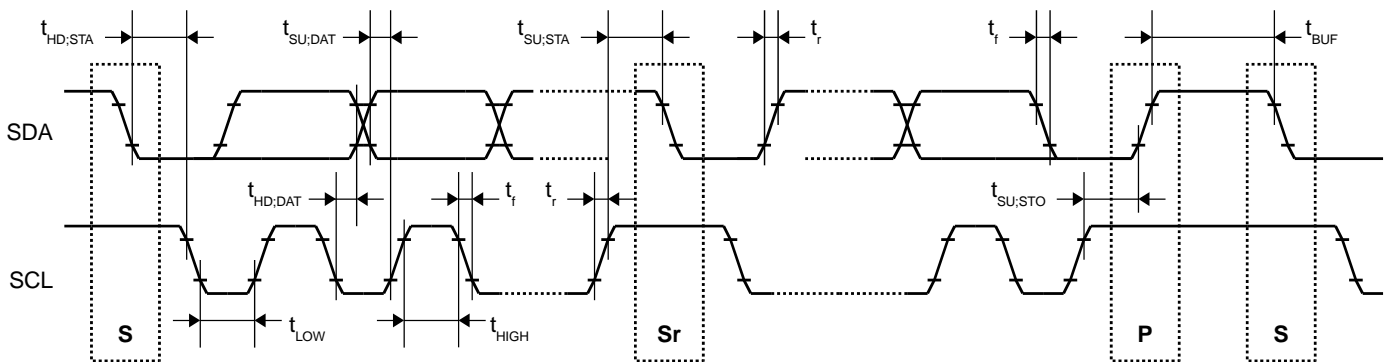 tHD;STA tSU;DAT tSU;STA tr tf tBUF
SDA
tHD;DAT tf tr tSU;STO
SCL
tLOW tHIGH
S Sr P S